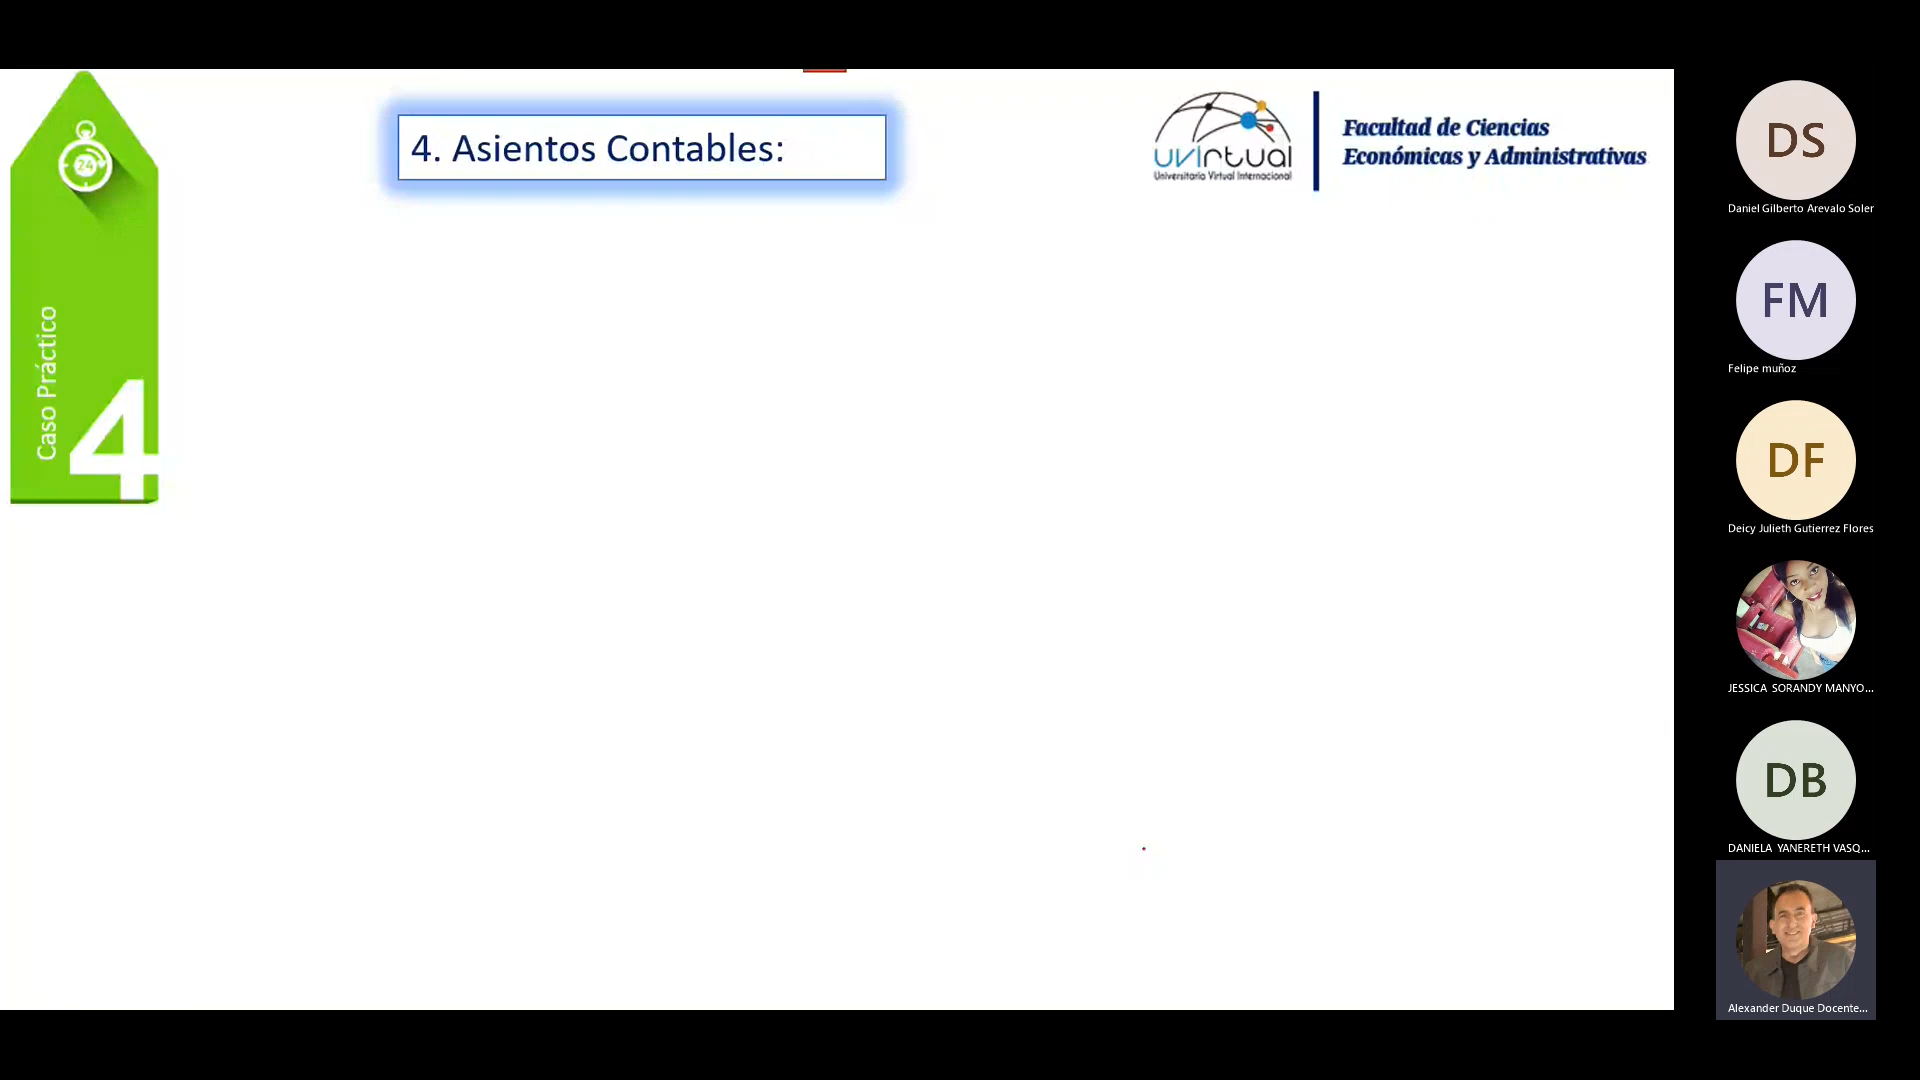 4. Asientos Contables:
uvirtual
Universitaria Virtual Internacional
Facultad de Ciencias
Económicas y Administrativas
24
Caso Práctico
4
DS
Daniel Gilberto Arevalo Soler
FM
Felipe muñoz
DF
Deicy Julieth Gutierrez Flores
JESSICA SORANDY MANYO...
DB
DANIELA YANERETH VASQ...
Alexander Duque Docente...